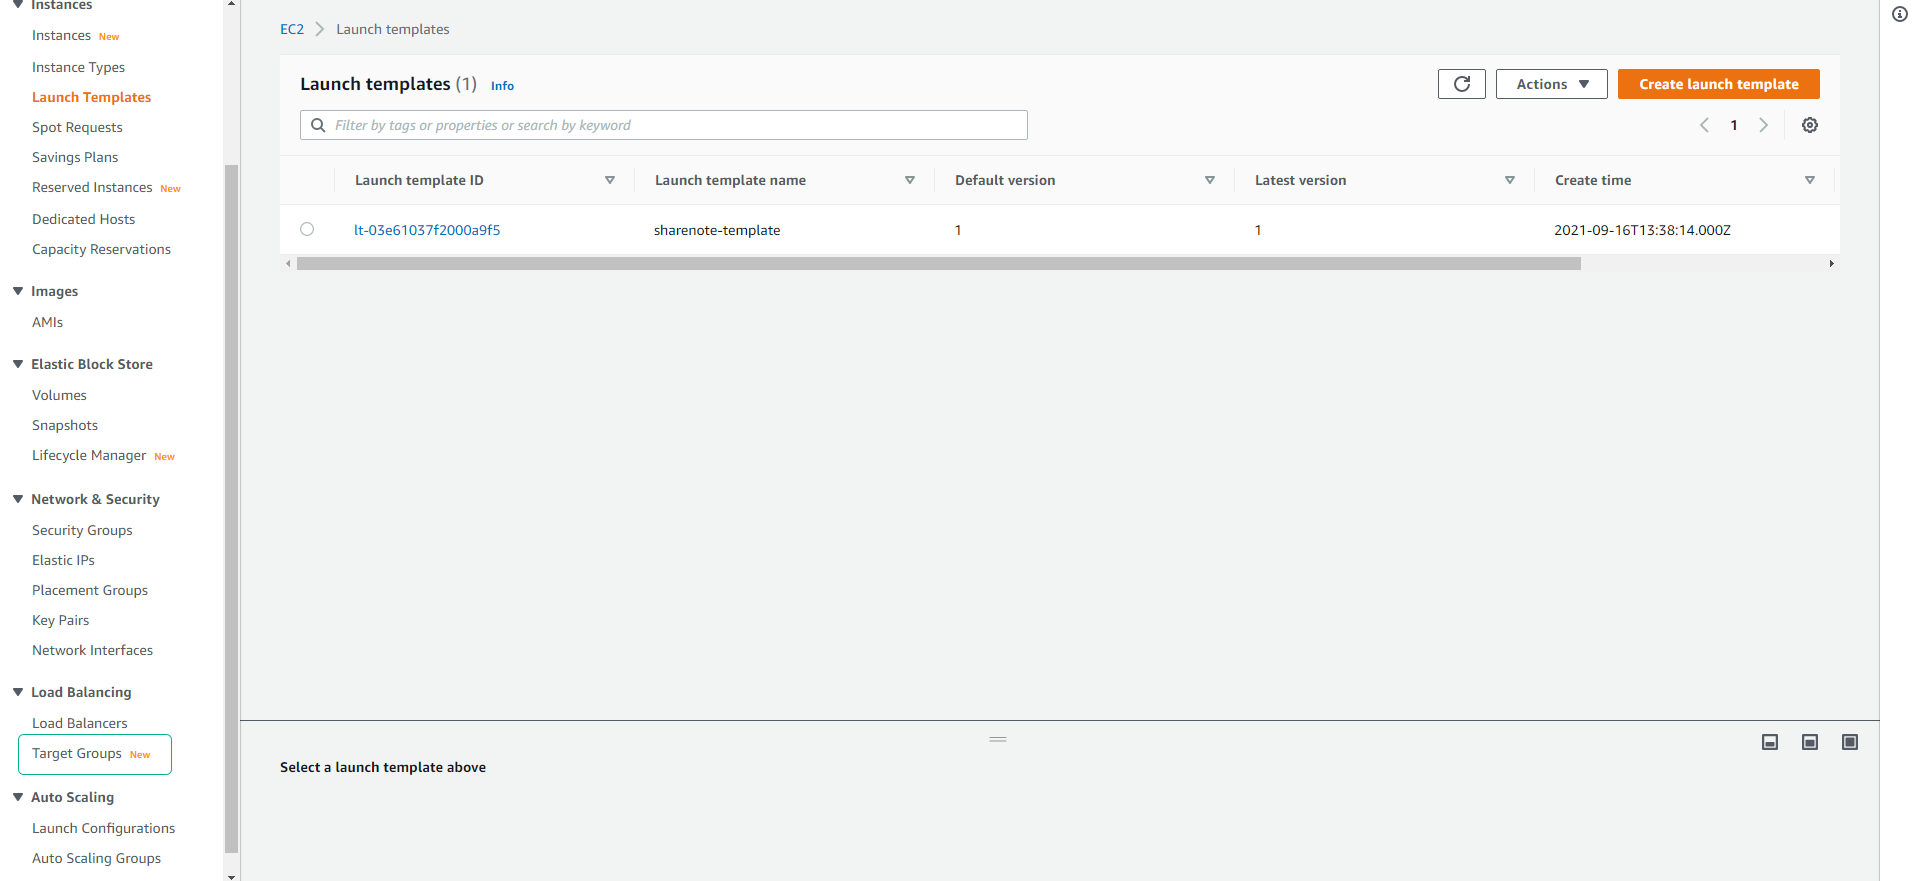 Instances
Instances New
Instance Types
Launch Templates
Spot Requests
Savings Plans
Reserved Instances New
Dedicated Hosts
Capacity Reservations
Images
AMIs
Elastic Block Store
Volumes
Snapshots
Lifecycle Manager New
Network & Security
Security Groups
Elastic IPs
Placement Groups
Key Pairs
Network Interfaces
Load Balancing
Load Balancers
Target Groups New
Auto Scaling
Launch Configurations
Auto Scaling Groups
EC2 Launch templates
Launch templates (1) Info
Actions
Create launch template
Filter by tags or properties or search by keyword
1
Launch template ID Launch template name Default version Latest version Create time
lt-03e61037f2000a9f5 sharenote-template 1 1 2021-09-16T13:38:14.000Z
Select a launch template above